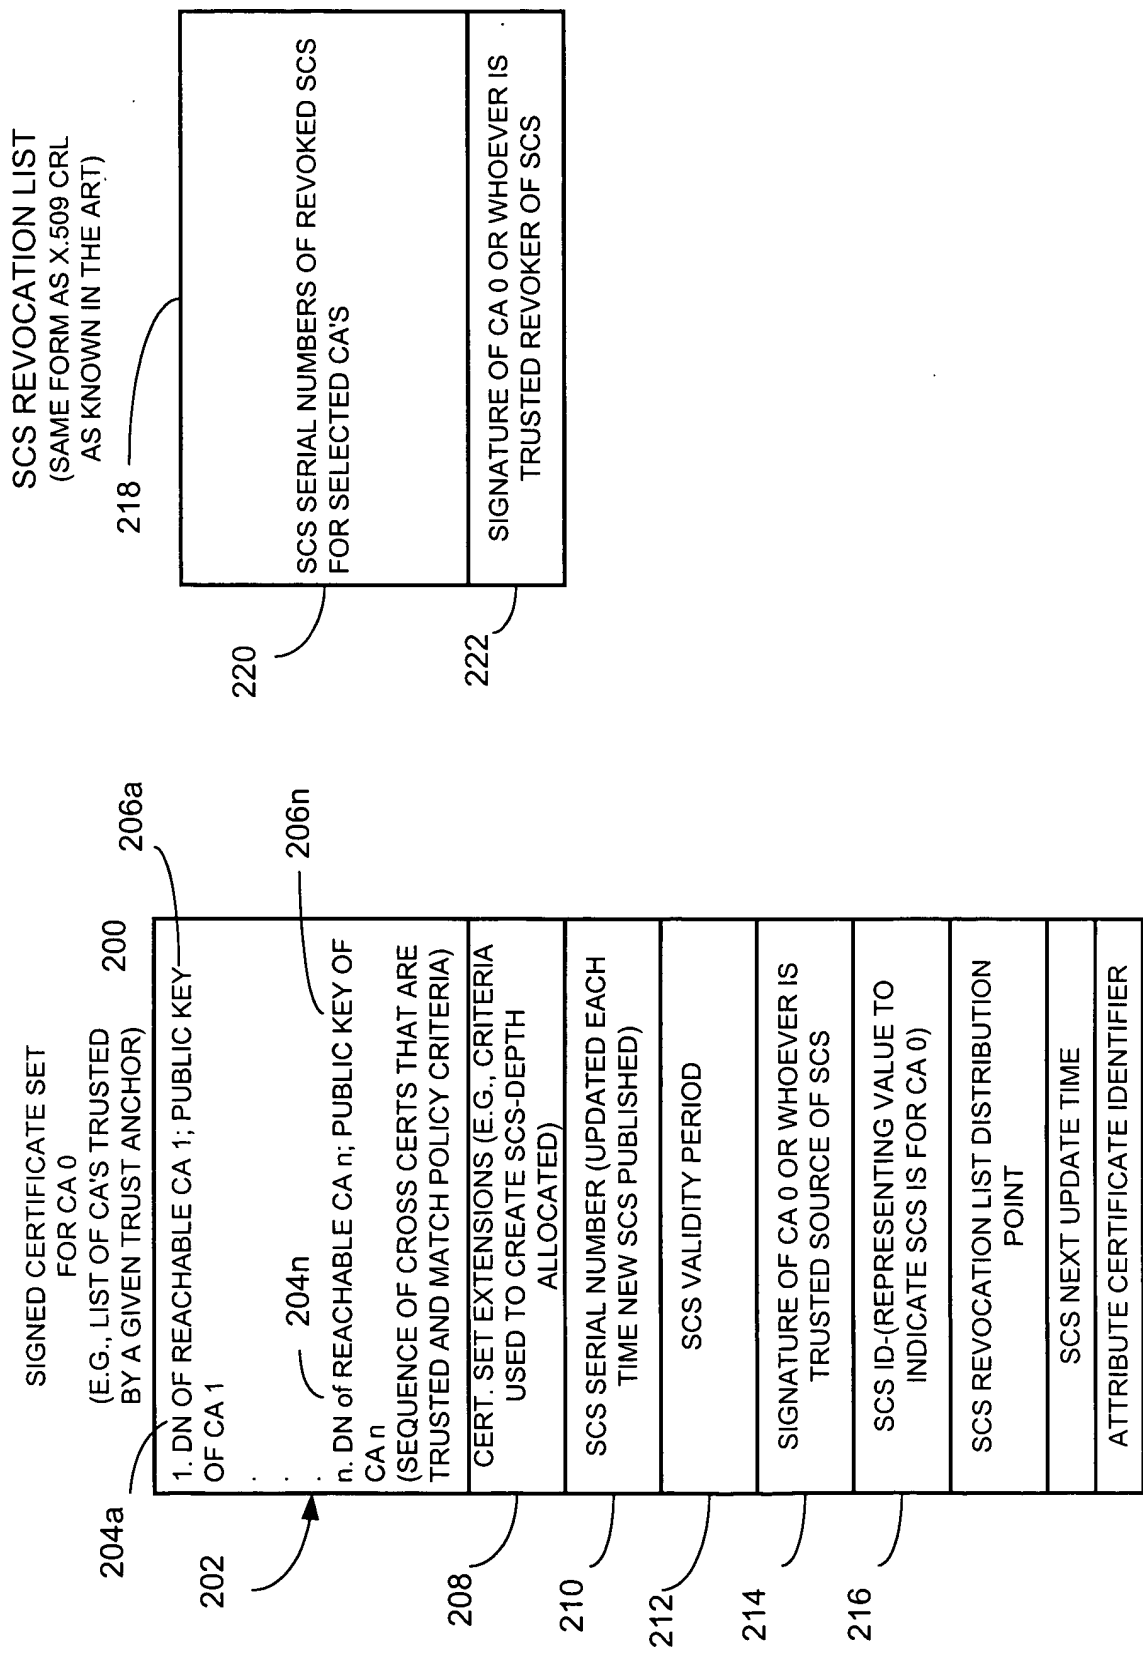 SIGNED CERTIFICATE SET
FOR CA 0
(E.G., LIST OF CA'S TRUSTED
BY A GIVEN TRUST ANCHOR)
200
204a
206a
1. DN OF REACHABLE CA 1; PUBLIC KEY
OF CA 1
.
.
.
202
204n
206n
n. DN of REACHABLE CA n; PUBLIC KEY OF
CA n
(SEQUENCE OF CROSS CERTS THAT ARE
TRUSTED AND MATCH POLICY CRITERIA)
208
CERT. SET EXTENSIONS (E.G., CRITERIA
USED TO CREATE SCS-DEPTH
ALLOCATED)
210
SCS SERIAL NUMBER (UPDATED EACH
TIME NEW SCS PUBLISHED)
212
SCS VALIDITY PERIOD
214
SIGNATURE OF CA 0 OR WHOEVER IS
TRUSTED SOURCE OF SCS
216
SCS ID-(REPRESENTING VALUE TO
INDICATE SCS IS FOR CA 0)
SCS REVOCATION LIST DISTRIBUTION
POINT
SCS NEXT UPDATE TIME
ATTRIBUTE CERTIFICATE IDENTIFIER
SCS REVOCATION LIST
(SAME FORM AS X.509 CRL
AS KNOWN IN THE ART)
218
220
SCS SERIAL NUMBERS OF REVOKED SCS
FOR SELECTED CA'S
222
SIGNATURE OF CA 0 OR WHOEVER IS
TRUSTED REVOKER OF SCS